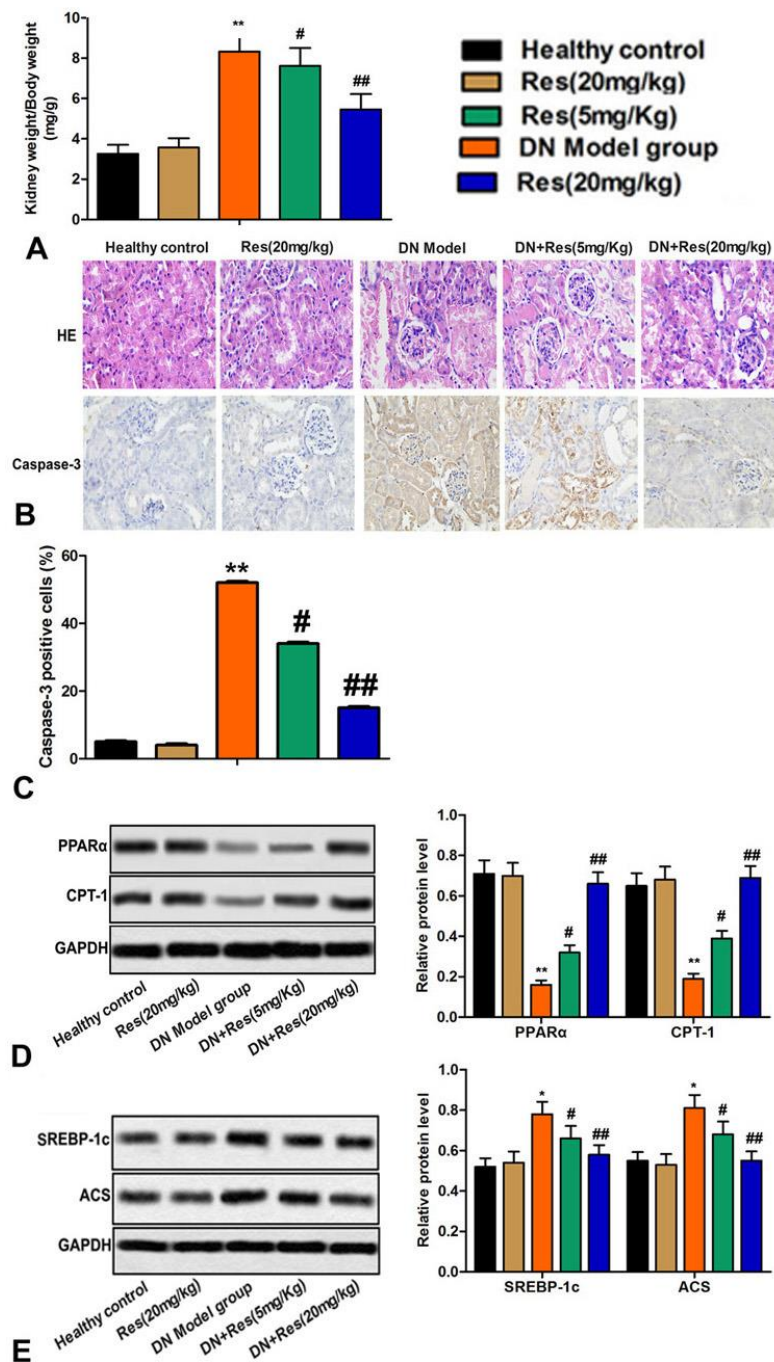 Kidney weight/Body weight
(mg/g)
10
8
6
4
2
0
**
#
##
Healthy control
Res(20mg/kg)
Res(5mg/Kg)
DN Model group
Res(20mg/kg)
A
Healthy control
Res(20mg/kg)
DN Model
DN+Res(5mg/Kg)
DN+Res(20mg/kg)
HE
Caspase-3
B
Caspase-3 positive cells (%)
60
40
20
0
**
#
##
C
PPARα
CPT-1
GAPDH
Healthy control
Res(20mg/kg)
DN Model group
DN+Res(5mg/Kg)
DN+Res(20mg/kg)
Relative protein level
1.0
0.8
0.6
0.4
0.2
0.0
**
#
##
**
#
##
PPARα
CPT-1
D
SREBP-1c
ACS
GAPDH
Healthy control
Res(20mg/kg)
DN Model group
DN+Res(5mg/Kg)
DN+Res(20mg/kg)
Relative protein level
1.0
0.8
0.6
0.4
0.2
0.0
*
#
##
*
#
##
SREBP-1c
ACS
E